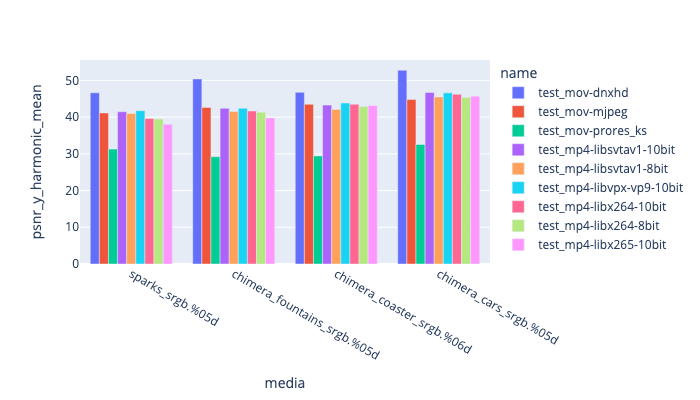 psnr_y_harmonic_mean
50
40
30
20
10
0
sparks_srgb.%05d
chimera_fountains_srgb.%05d
chimera_coaster_srgb.%06d
chimera_cars_srgb.%05d
media
name
test_mov-dnxhd
test_mov-mjpeg
test_mov-prores_ks
test_mp4-libsvtav1-10bit
test_mp4-libsvtav1-8bit
test_mp4-libvpx-vp9-10bit
test_mp4-libx264-10bit
test_mp4-libx264-8bit
test_mp4-libx265-10bit